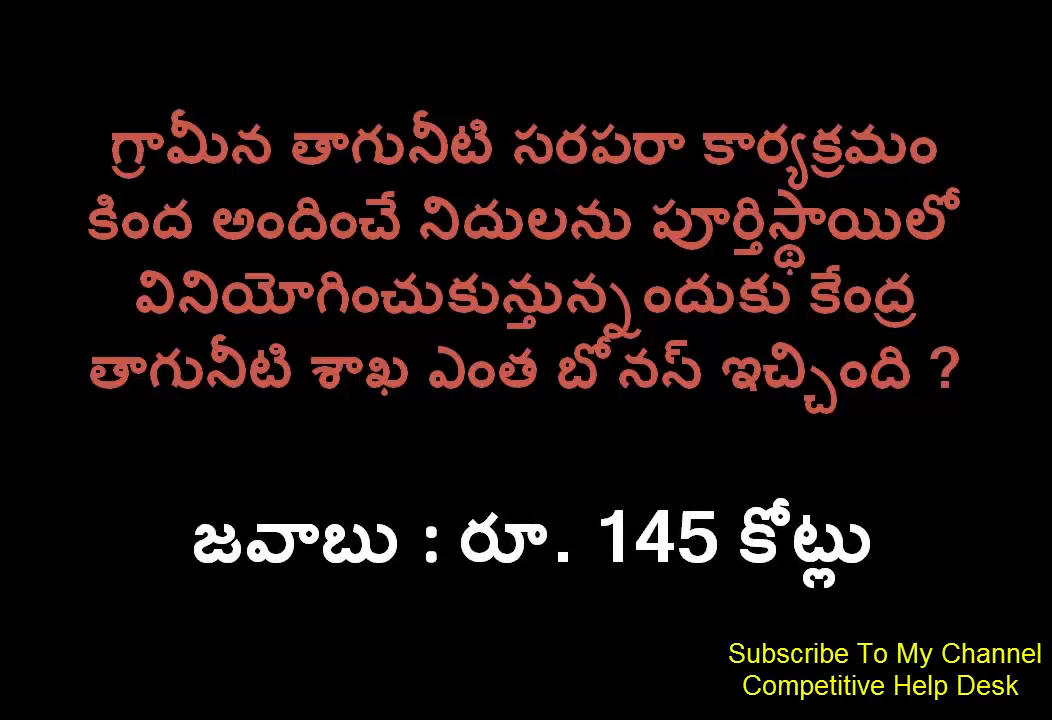 గ్రామీన తాగునీటి సరపరా కార్యక్రమం
కింద అందించే నిదులను పూర్తిస్థాయిలో
వినియోగించుకుస్తున్నందుకు కేంద్ర
తాగునీటి శాఖ ఎంత బోనస్ ఇచ్చింది ?
జవాబు : రూ. 145 కోట్లు
Subscribe To My Channel
Competitive Help Desk